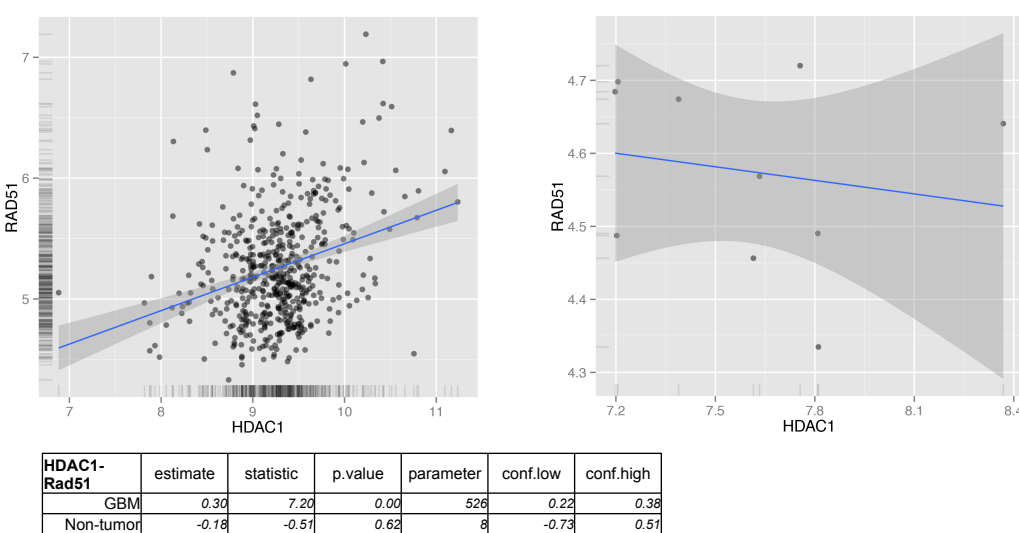 7
6
5
RAD51
7
8
9
10
11
HDAC1
4.7
4.6
4.5
4.4
4.3
RAD51
7.2
7.5
7.8
8.1
8.4
HDAC1
HDAC1-Rad51 estimate statistic p.value parameter conf.low conf.high
GBM 0.30 7.20 0.00 526 0.22 0.38
Non-tumor -0.18 -0.51 0.62 8 -0.73 0.51